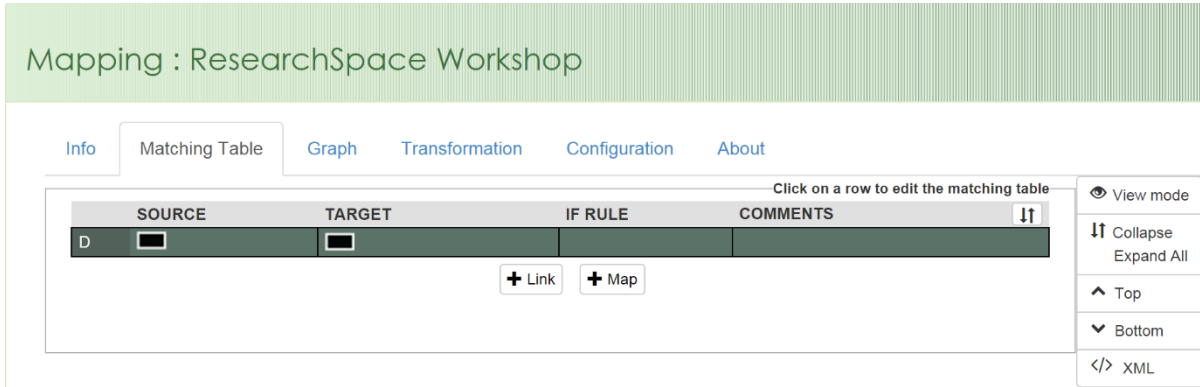 Mapping : ResearchSpace Workshop
Info Matching Table Graph Transformation Configuration About
Click on a row to edit the matching table
SOURCE TARGET IF RULE COMMENTS
D
Link Map
View mode
Collapse
Expand All
Top
Bottom
</> XML